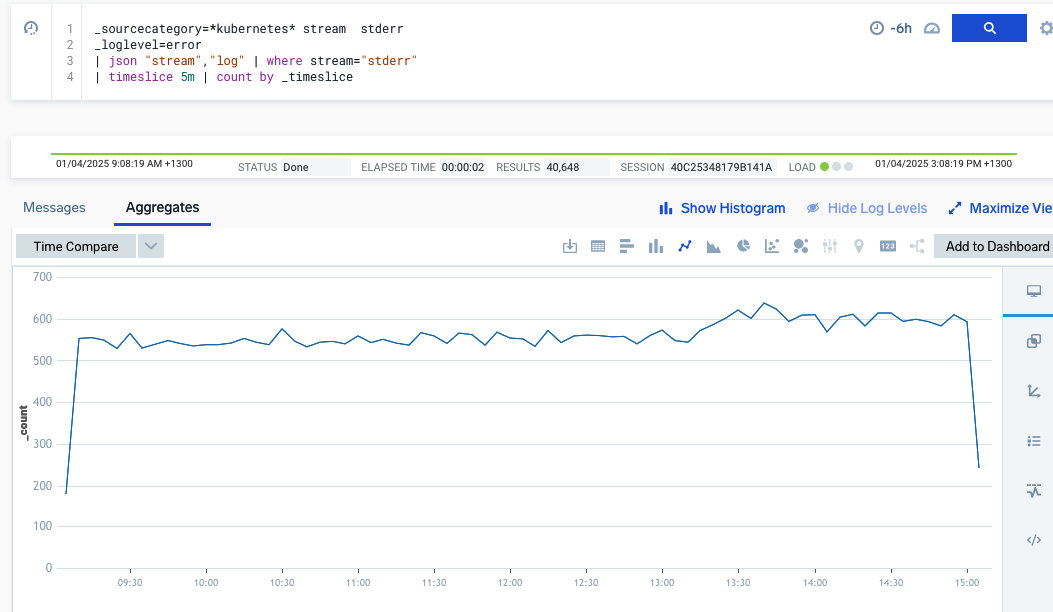 1 _sourcecategory=*kubernetes* stream  stderr
2 _loglevel=error
3 | json "stream","log" | where stream="stderr"
4 | timeslice 5m | count by _timeslice
-6h
01/04/2025 9:08:19 AM +1300
STATUS Done ELAPSED TIME 00:00:02 RESULTS 40,648 SESSION 40C25348179B141A LOAD
01/04/2025 3:08:19 PM +1300
Messages Aggregates Show Histogram Hide Log Levels Maximize Vie
Time Compare 123 Add to Dashboard
700
600
500
400
300
200
100
0
_count
09:30 10:00 10:30 11:00 11:30 12:00 12:30 13:00 13:30 14:00 14:30 15:00